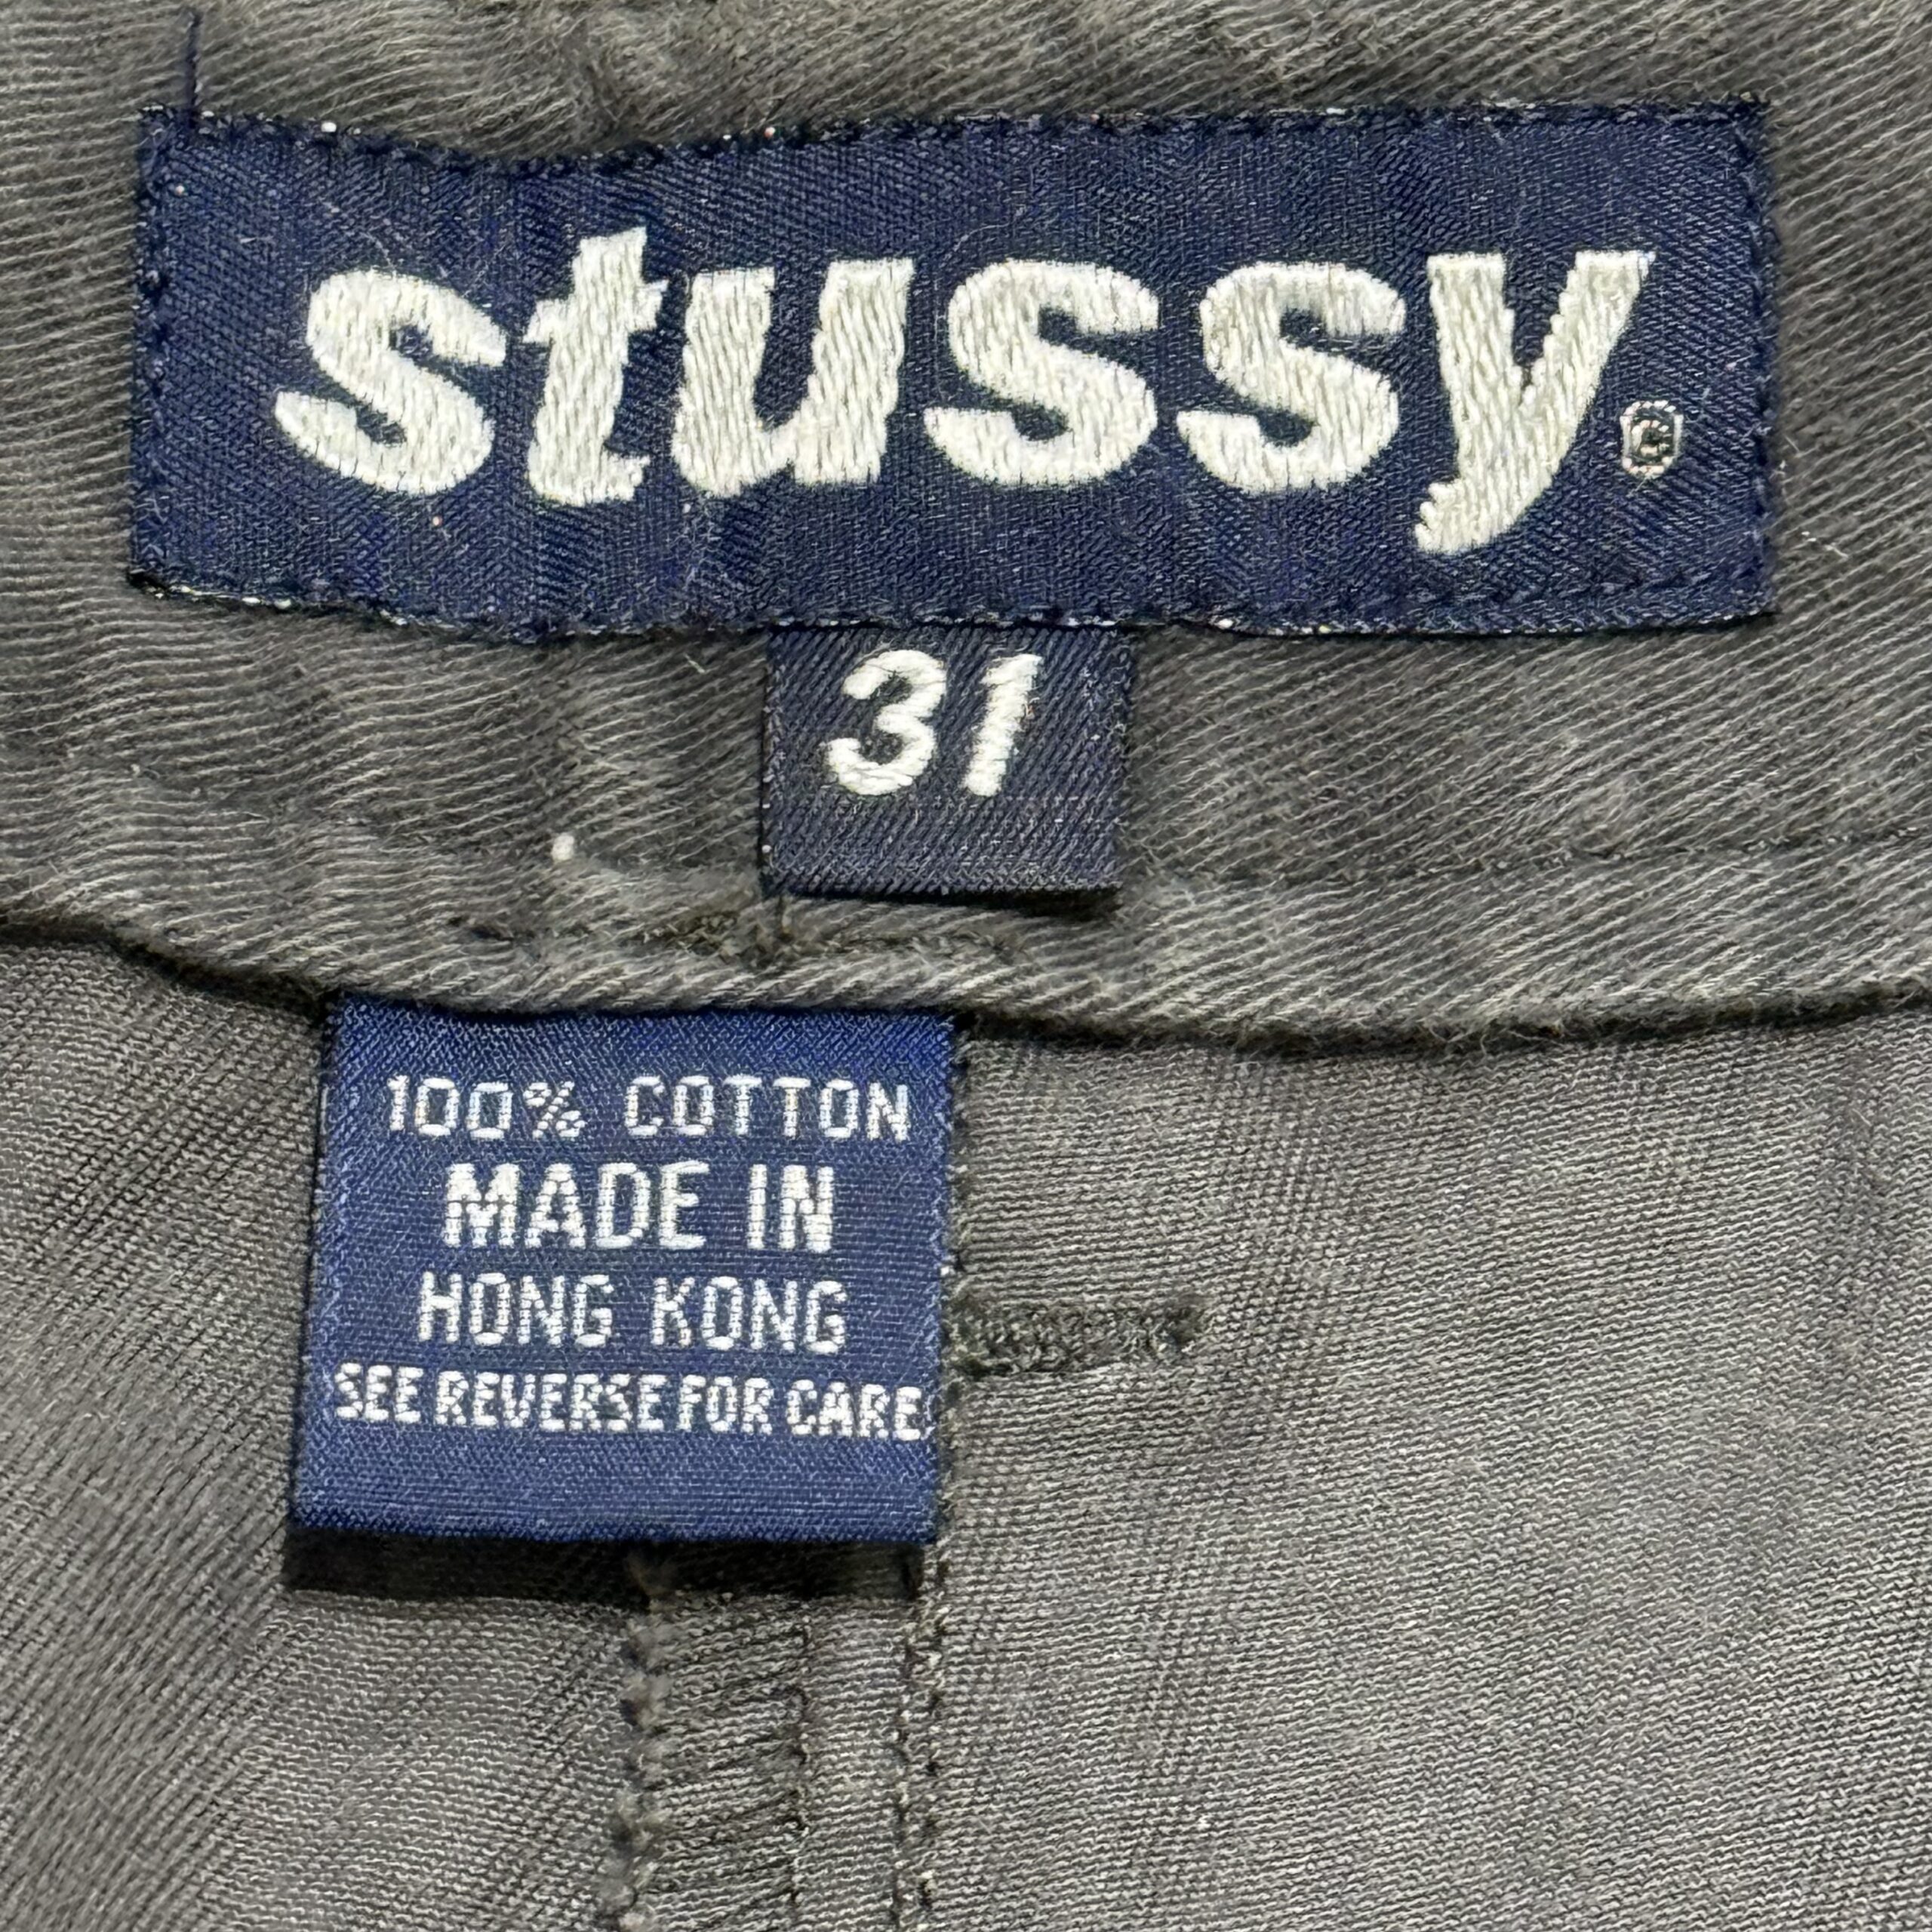 stussy
31
100% COTTON
MADE IN
HONG KONG
SEE REVERSE FOR CARE